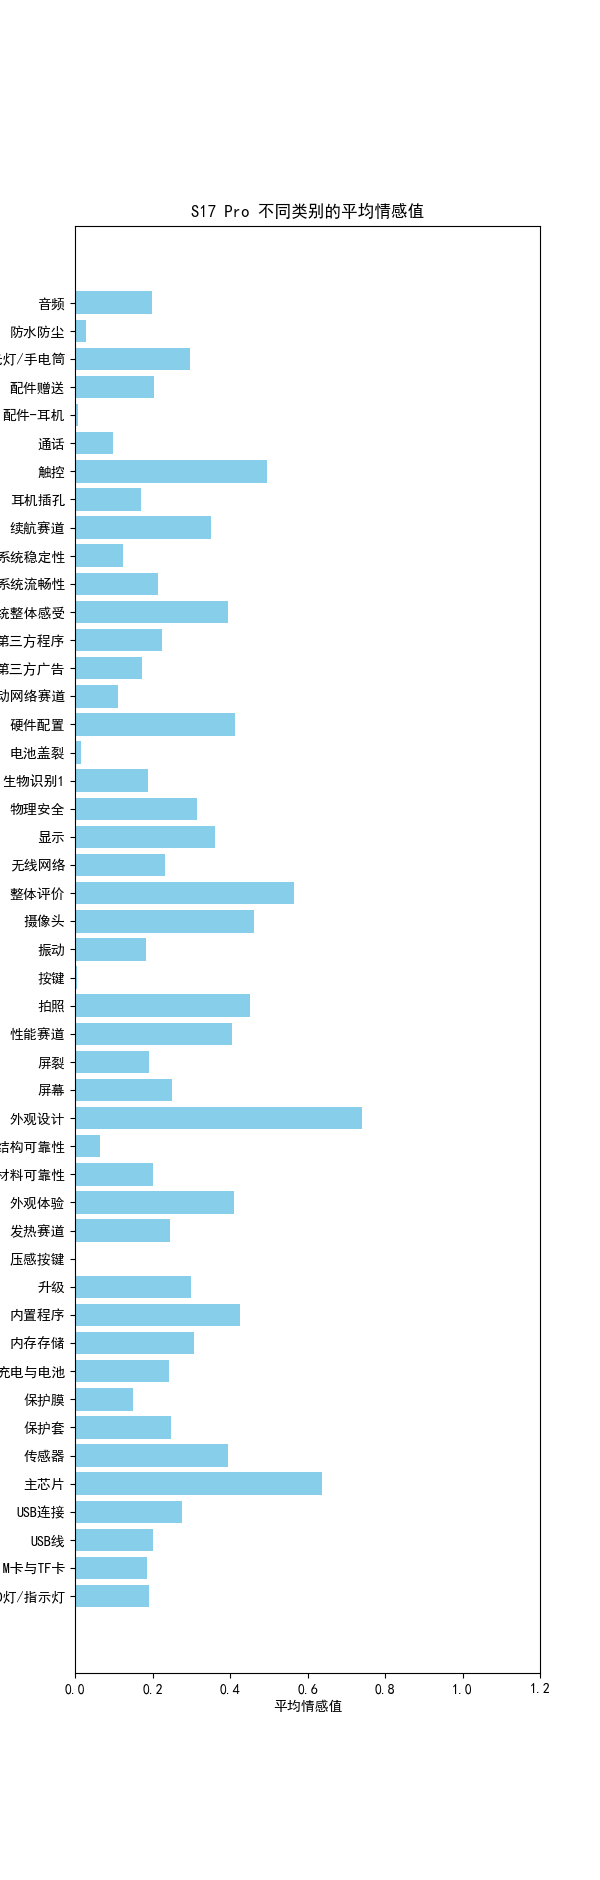 S17 Pro 不同类别的平均情感值
音频
防水防尘
灯/手电筒
配件赠送
配件-耳机
通话
触控
耳机插孔
续航赛道
系统稳定性
系统流畅性
统整体感受
第三方程序
第三方广告
动网络赛道
硬件配置
电池盖裂
生物识别1
物理安全
显示
无线网络
整体评价
摄像头
振动
按键
拍照
性能赛道
屏裂
屏幕
外观设计
结构可靠性
材料可靠性
外观体验
发热赛道
压感按键
升级
内置程序
内存存储
充电与电池
保护膜
保护套
传感器
主芯片
USB连接
USB线
M卡与TF卡
灯/指示灯
0.0 0.2 0.4 0.6 0.8 1.0 1.2
平均情感值